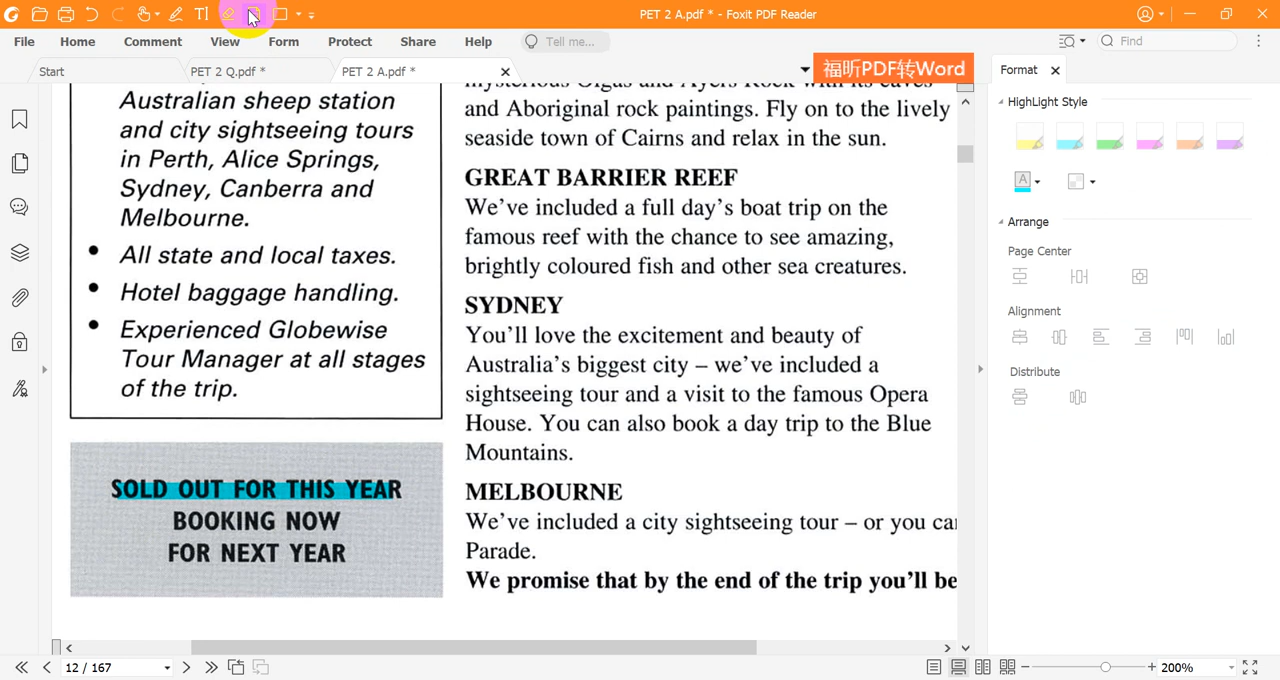 PET 2 A.pdf * - Foxit PDF Reader
File Home Comment View Form Protect Share Help Tell me... Find
Start PET 2 Q.pdf * PET 2 A.pdf * 福昕PDF转Word Format
Australian sheep station
and city sightseeing tours
in Perth, Alice Springs,
Sydney, Canberra and
Melbourne.
• All state and local taxes.
• Hotel baggage handling.
• Experienced Globewise
Tour Manager at all stages
of the trip.
SOLD OUT FOR THIS YEAR
BOOKING NOW
FOR NEXT YEAR
mysterious Olgas and Ayers Rock with its caves
and Aboriginal rock paintings. Fly on to the lively
seaside town of Cairns and relax in the sun.
GREAT BARRIER REEF
We've included a full day's boat trip on the
famous reef with the chance to see amazing,
brightly coloured fish and other sea creatures.
SYDNEY
You'll love the excitement and beauty of
Australia's biggest city – we've included a
sightseeing tour and a visit to the famous Opera
House. You can also book a day trip to the Blue
Mountains.
MELBOURNE
We've included a city sightseeing tour – or you can
Parade.
We promise that by the end of the trip you'll be
HighLight Style
Arrange
Page Center
Alignment
Distribute
12 / 167 200%